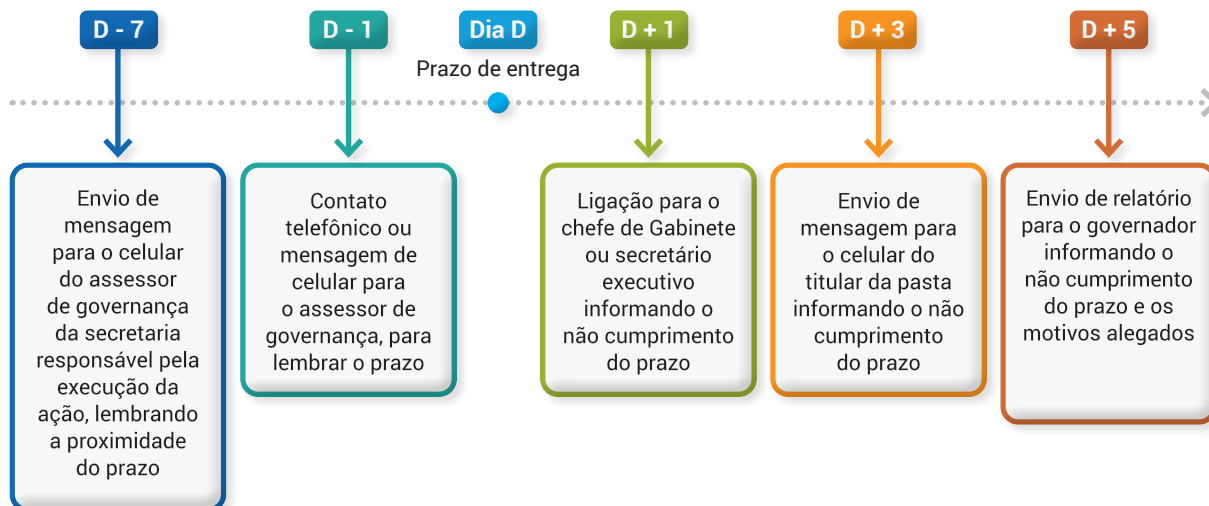 D - 7
D - 1
Dia D
D + 1
D + 3
D + 5
Prazo de entrega
Envio de
mensagem
para o celular
do assessor
de governança
da secretaria
responsável pela
execução da
ação, lembrando
a proximidade
do prazo
Contato
telefônico ou
mensagem de
celular para
o assessor de
governança, para
lembrar o prazo
Ligação para o
chefe de Gabinete
ou secretário
executivo
informando o
não cumprimento
do prazo
Envio de
mensagem para
o celular do
titular da pasta
informando o não
cumprimento
do prazo
Envio de relatório
para o governador
informando o
não cumprimento
do prazo e os
motivos alegados